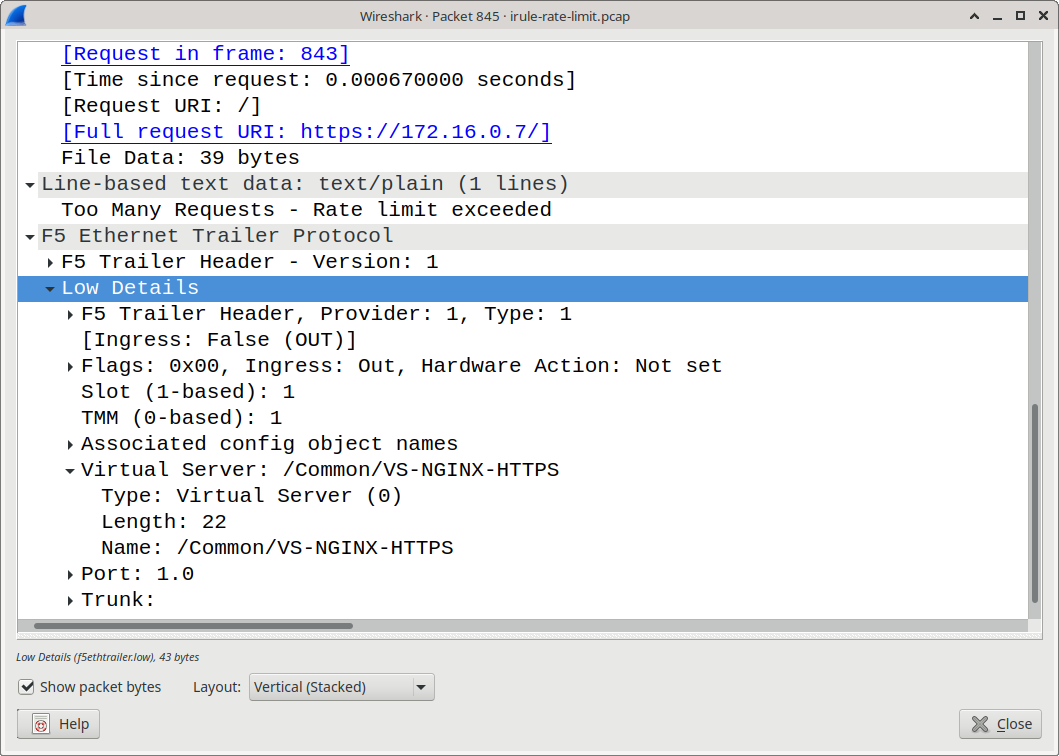 Wireshark · Packet 845 · irule-rate-limit.pcap
[Request in frame: 843]
[Time since request: 0.000670000 seconds]
[Request URI: /]
[Full request URI: https://172.16.0.7/]
File Data: 39 bytes
Line-based text data: text/plain (1 lines)
Too Many Requests - Rate limit exceeded
F5 Ethernet Trailer Protocol
F5 Trailer Header - Version: 1
Low Details
F5 Trailer Header, Provider: 1, Type: 1
[Ingress: False (OUT)]
Flags: 0x00, Ingress: Out, Hardware Action: Not set
Slot (1-based): 1
TMM (0-based): 1
Associated config object names
Virtual Server: /Common/VS-NGINX-HTTPS
Type: Virtual Server (0)
Length: 22
Name: /Common/VS-NGINX-HTTPS
Port: 1.0
Trunk:
Low Details (f5ethtrailer.low), 43 bytes
Show packet bytes Layout: Vertical (Stacked)
Help Close